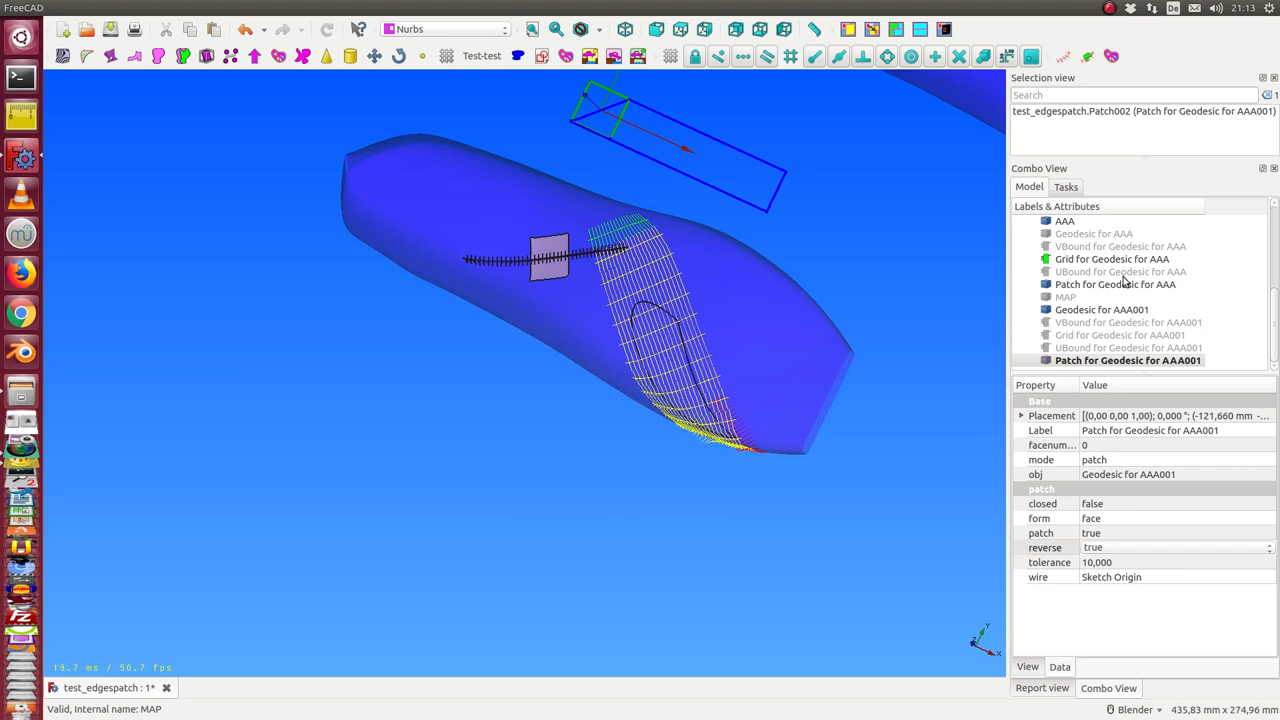 FreeCAD
De
21:13
Nurbs
Test-test
Selection view
Search
1
test_edgespatch.Patch002 (Patch for Geodesic for AAA001)
Combo View
Model
Tasks
Labels & Attributes
AAA
Geodesic for AAA
VBound for Geodesic for AAA
Grid for Geodesic for AAA
UBound for Geodesic for AAA
Patch for Geodesic for AAA
MAP
Geodesic for AAA001
VBound for Geodesic for AAA001
Grid for Geodesic for AAA001
UBound for Geodesic for AAA001
Patch for Geodesic for AAA001
Property Value
Base
Placement [(0,00 0,00 1,00); 0,000 °; (-121,660 mm -...
Label Patch for Geodesic for AAA001
facenum... 0
mode patch
obj Geodesic for AAA001
patch
closed false
form face
patch true
reverse true
tolerance 10,000
wire Sketch Origin
Y
Z
X
19.7 ms / 50.7 fps
View
Data
test_edgespatch : 1*
Report view
Combo View
Valid, Internal name: MAP
Blender
435,83 mm x 274,96 mm